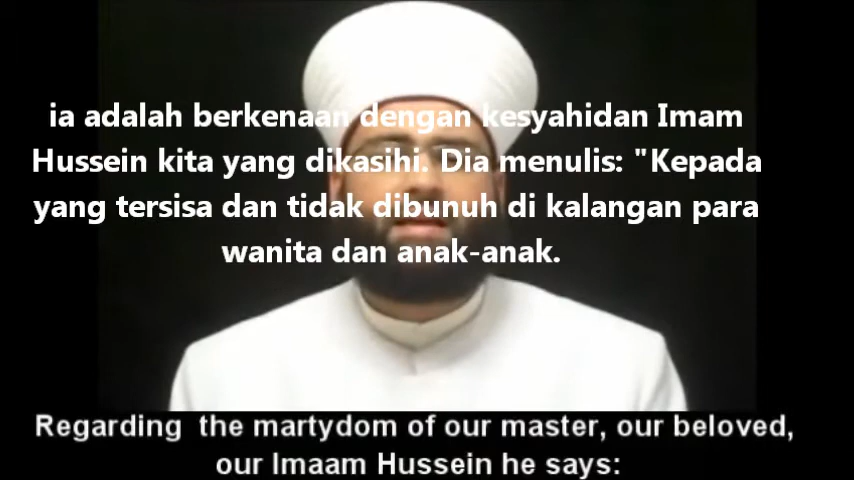 ia adalah berkenaan dengan kesyahidan Imam
Hussein kita yang dikasihi. Dia menulis: "Kepada
yang tersisa dan tidak dibunuh di kalangan para
wanita dan anak-anak.
Regarding the martydom of our master, our beloved,
our Imaam Hussein he says: